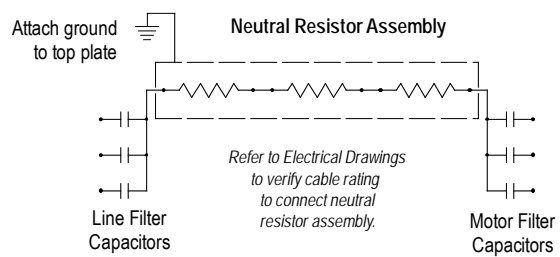 Attach ground
to top plate
Neutral Resistor Assembly
Refer to Electrical Drawings
to verify cable rating
to connect neutral
resistor assembly.
Line Filter
Capacitors
Motor Filter
Capacitors